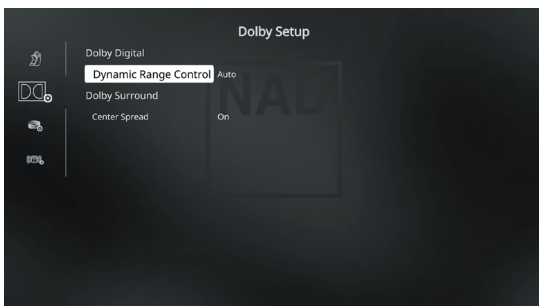 Dolby Setup
Dolby Digital
Dynamic Range Control Auto
Dolby Surround
Center Spread On
NAD